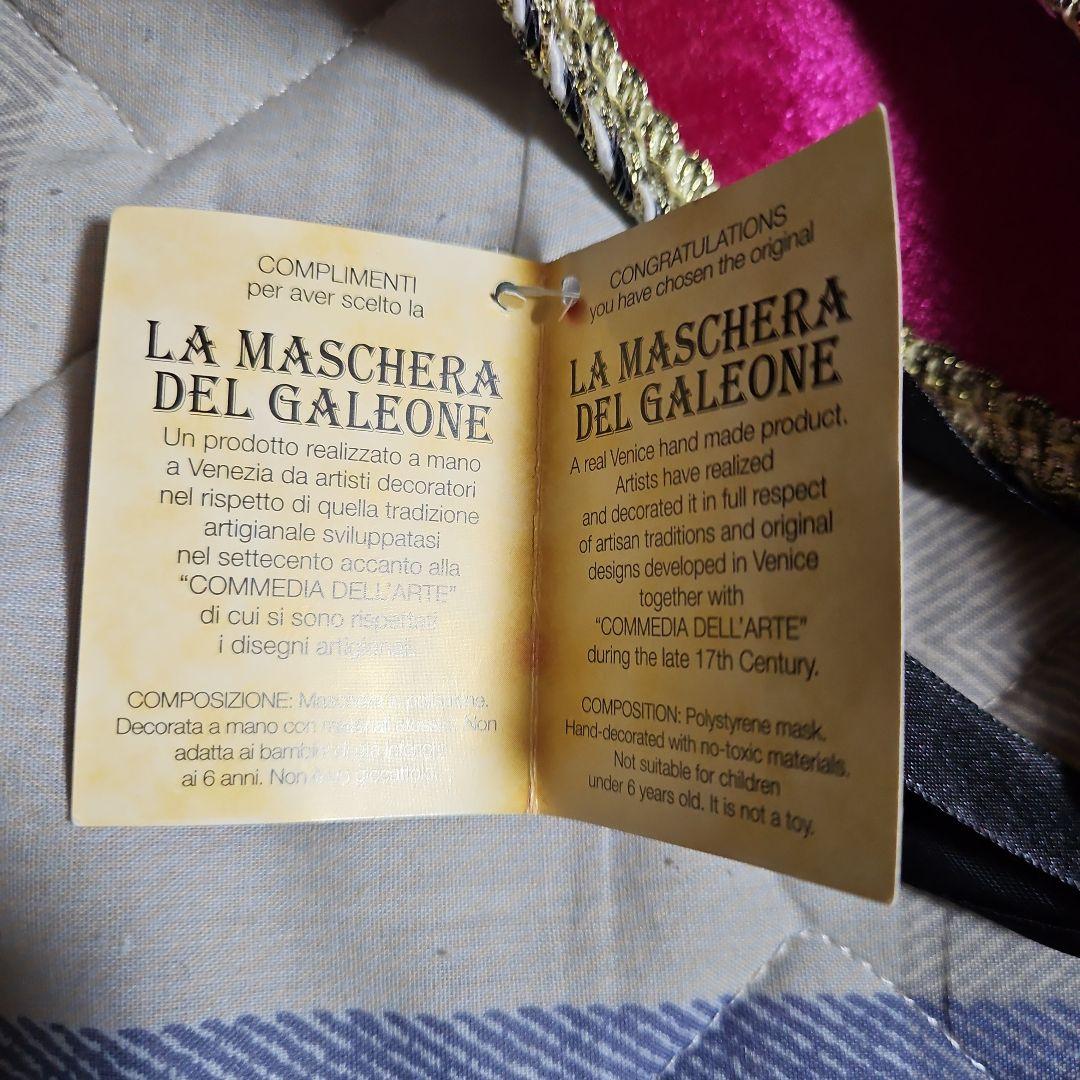 COMPLIMENTI
per aver scelto la
LA MASCHERA
DEL GALEONE
Un prodotto realizzato a mano
a Venezia da artisti decoratori
nel rispetto di quella tradizione
artigianale sviluppatasi
nel settecento accanto alla
“COMMEDIA DELL'ARTE”
di cui si sono rispettati
i disegni artigianali.
COMPOSIZIONE:
Decorata a mano con Non
adatta ai bambini
ai 6 anni. Non
CONGRATULATIONS
you have chosen the original
LA MASCHERA
DEL GALEONE
A real Venice hand made product.
Artists have realized
and decorated it in full respect
of artisan traditions and original
designs developed in Venice
together with
“COMMEDIA DELL'ARTE”
during the late 17th Century.
COMPOSITION: Polystyrene mask.
Hand-decorated with no-toxic materials.
Not suitable for children
under 6 years old. It is not a toy.